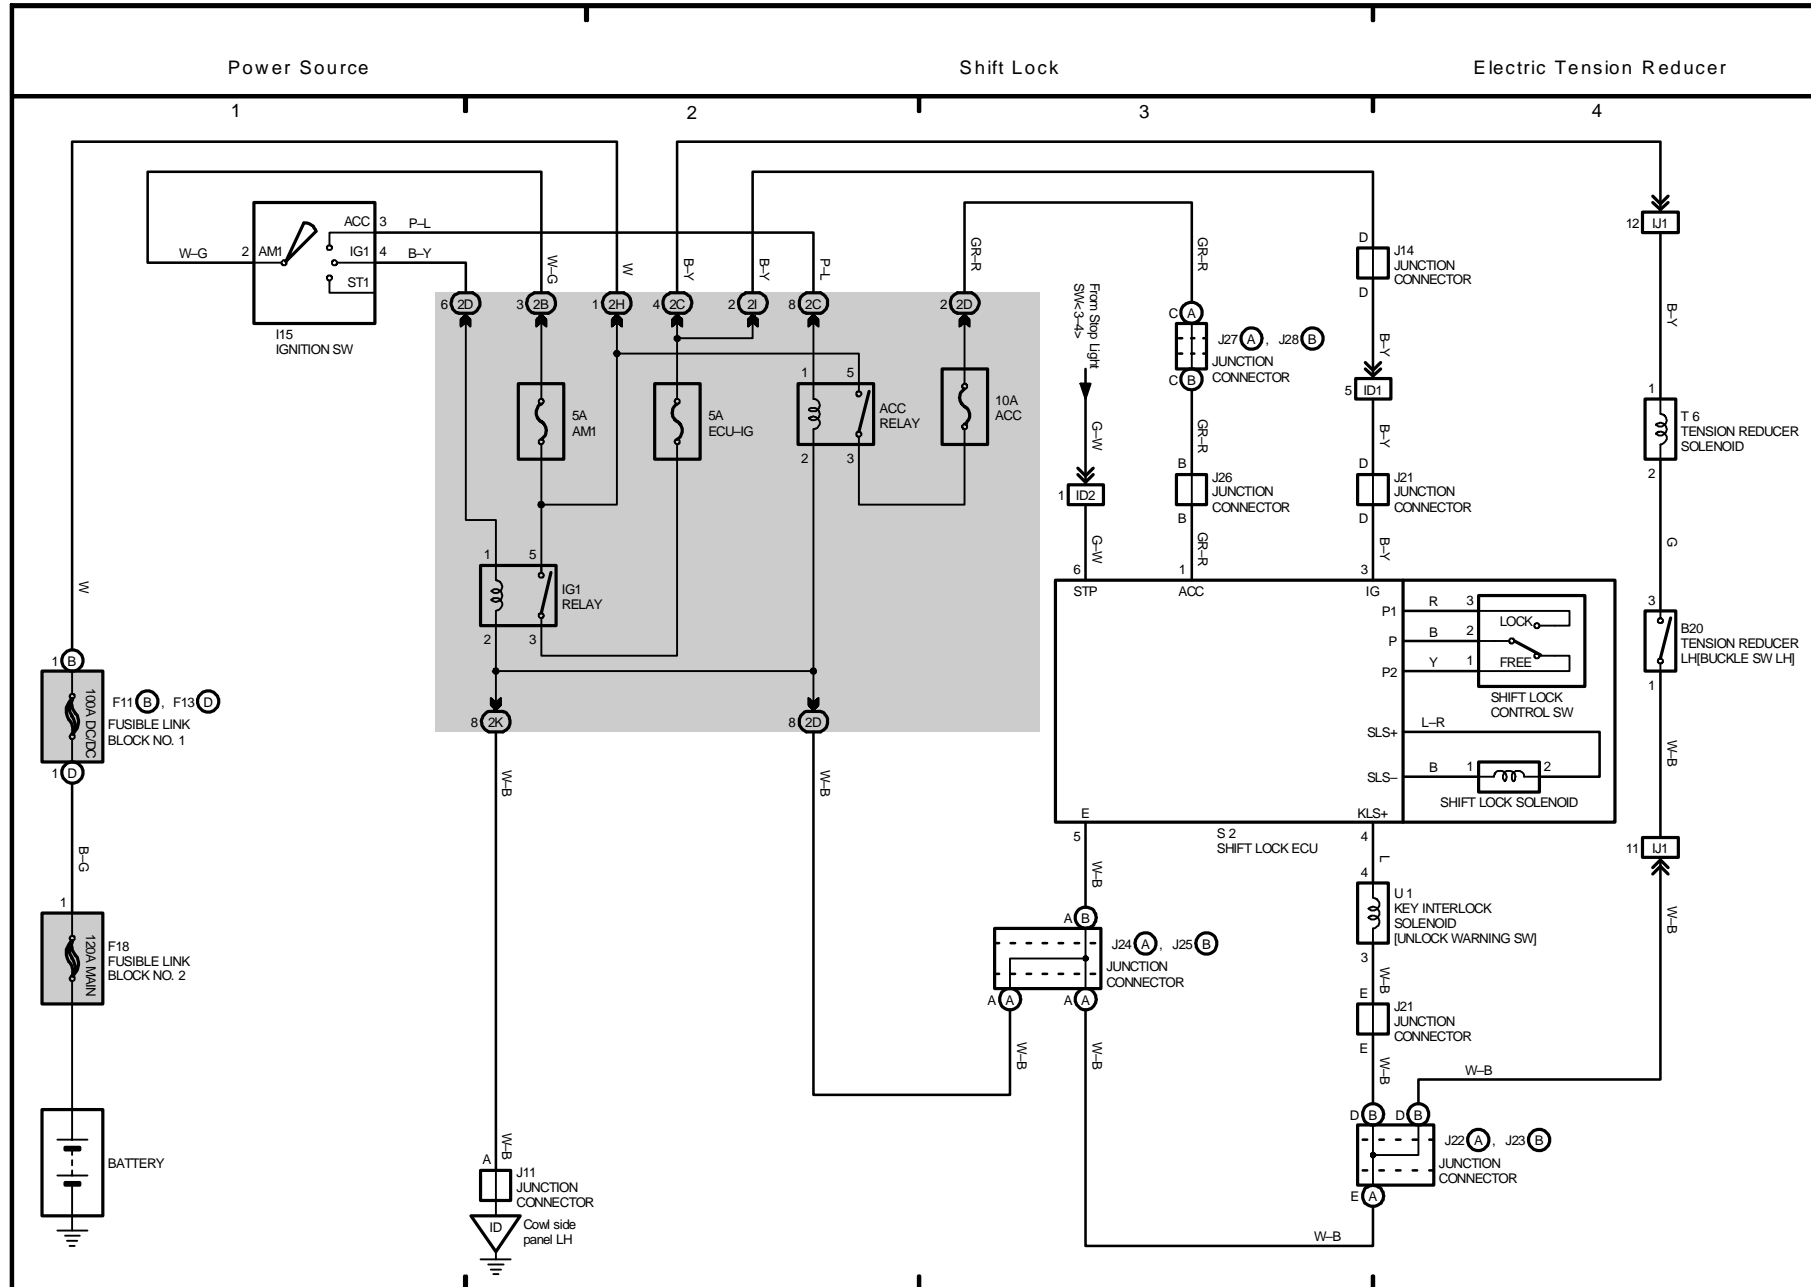 Power Source
Shift Lock
Electric Tension Reducer
1
2
3
4
W–G
2
AM1
ACC
3
P–L
IG1
4
B–Y
ST1
I15
IGNITION SW
W–G
W
B–Y
B–Y
P–L
GR–R
6 2D
3 2B
1 2H
4 2C
2 2I
8 2C
2 2D
5A
AM1
5A
ECU–IG
1
5
2
3
ACC
RELAY
10A
ACC
1
5
2
3
IG1
RELAY
8 2K
8 2D
W
1 B
100A DC/DC
F11 B , F13 D
FUSIBLE LINK
BLOCK NO. 1
1 D
B–G
1
120A MAIN
F18
FUSIBLE LINK
BLOCK NO. 2
BATTERY
W–B
W–B
W–B
A
J11
JUNCTION
CONNECTOR
ID
Cowl side
panel LH
From Stop Light
SW<3–4>
G–W
1 ID2
G–W
GR–R
C A
J27 A , J28 B
JUNCTION
CONNECTOR
C B
GR–R
B
J26
JUNCTION
CONNECTOR
B
GR–R
D
J14
JUNCTION
CONNECTOR
D
B–Y
5 ID1
B–Y
D
J21
JUNCTION
CONNECTOR
D
B–Y
6
1
3
STP
ACC
IG
P1
R
3
LOCK
P
B
2
P2
Y
1
FREE
SHIFT LOCK
CONTROL SW
SLS+
L–R
SLS–
B
1
2
SHIFT LOCK SOLENOID
E
KLS+
5
4
S 2
SHIFT LOCK ECU
W–B
L
4
U 1
KEY INTERLOCK
SOLENOID
[UNLOCK WARNING SW]
3
W–B
A B
J24 A , J25 B
JUNCTION
CONNECTOR
A A
A A
W–B
W–B
E
J21
JUNCTION
CONNECTOR
E
W–B
W–B
D B
D B
J22 A , J23 B
JUNCTION
CONNECTOR
E A
W–B
12 IJ1
B–Y
1
T 6
TENSION REDUCER
SOLENOID
2
G
3
B20
TENSION REDUCER
LH[BUCKLE SW LH]
1
W–B
11 IJ1
W–B